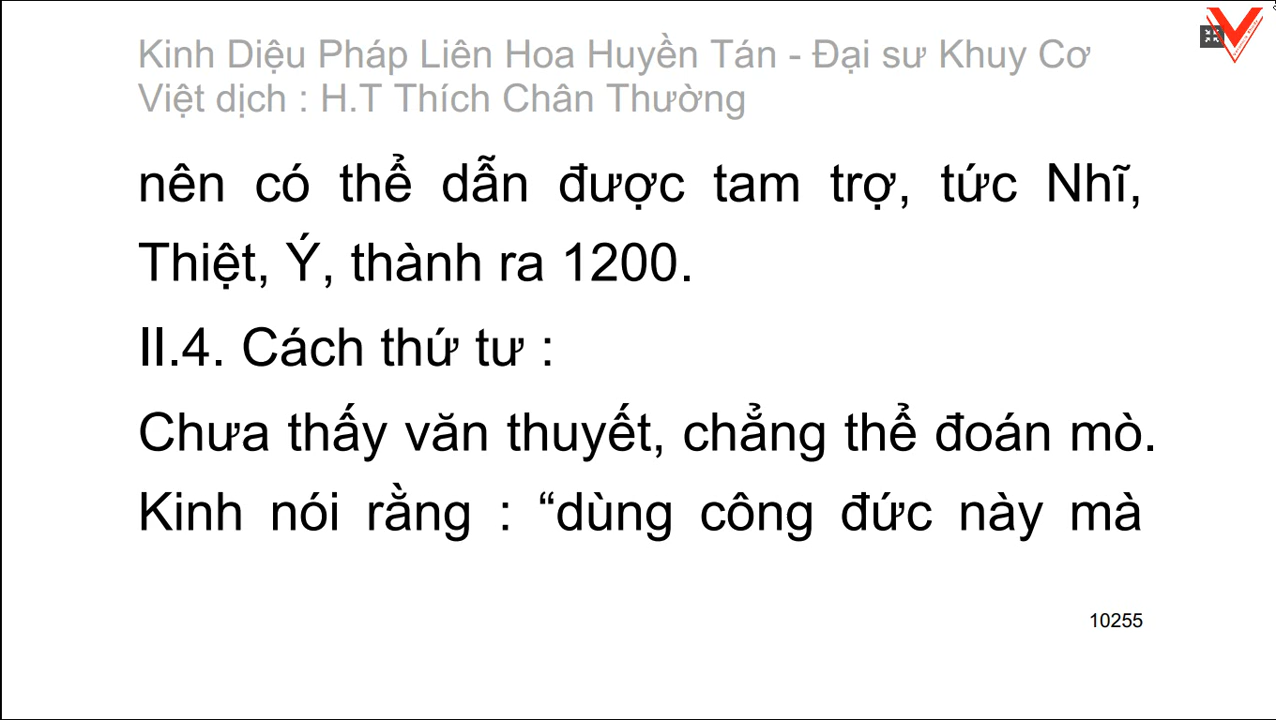 Kinh Diệu Pháp Liên Hoa Huyền Tán - Đại sư Khuy Cơ
Việt dịch : H.T Thích Chân Thường
nên có thể dẫn được tam trợ, tức Nhĩ,
Thiệt, Ý, thành ra 1200.
II.4. Cách thứ tư :
Chưa thấy văn thuyết, chẳng thể đoán mò.
Kinh nói rằng : “dùng công đức này mà
10255